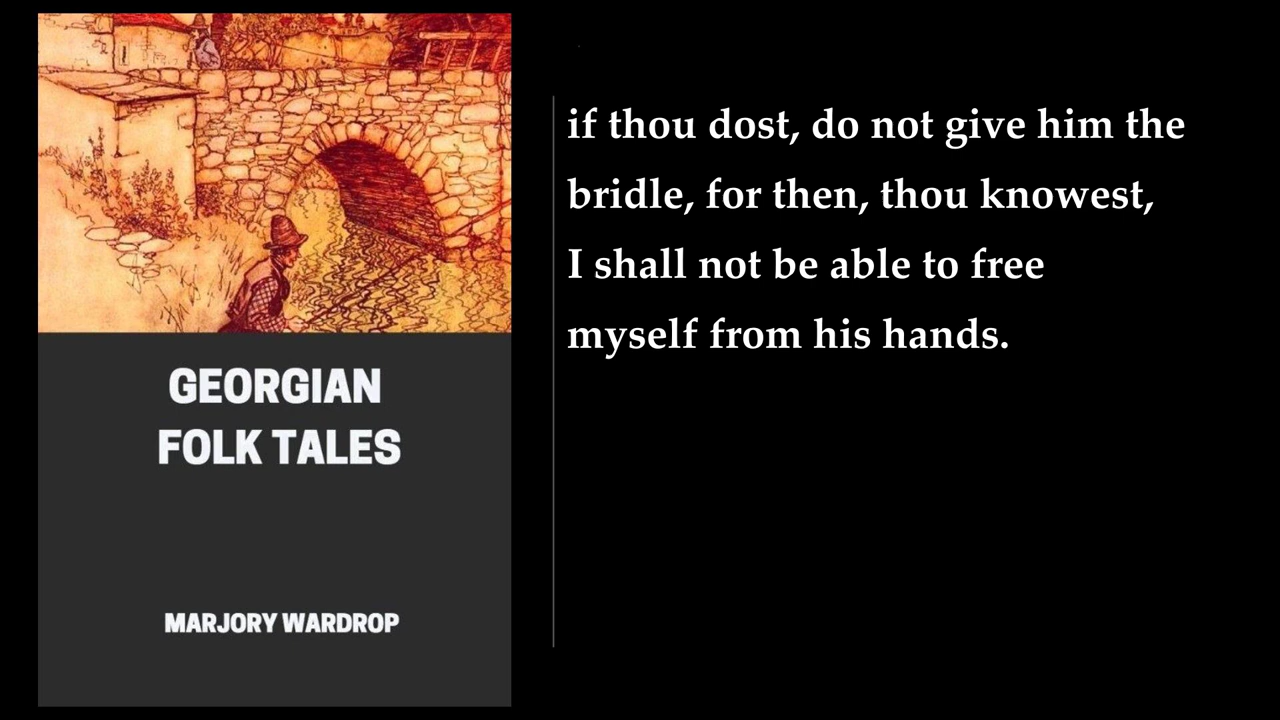 GEORGIAN
FOLK TALES
MARJORY WARDROP
if thou dost, do not give him the
bridle, for then, thou knowest,
I shall not be able to free
myself from his hands.